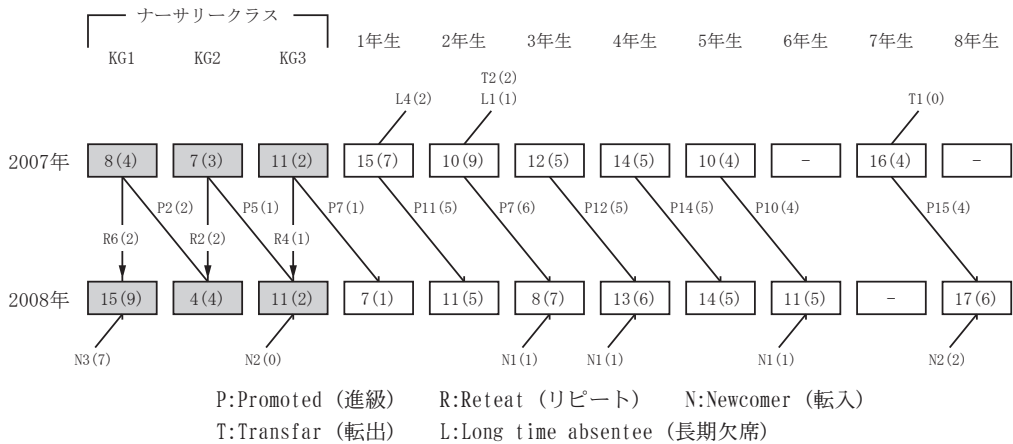 ナーサリークラス
KG1 KG2 KG3 1年生 2年生 3年生 4年生 5年生 6年生 7年生 8年生
T2(2)
L4(2) L1(1) T1(0)
2007年 8(4) 7(3) 11(2) 15(7) 10(9) 12(5) 14(5) 10(4) － 16(4) －
P2(2) P5(1) P7(1) P11(5) P7(6) P12(5) P14(5) P10(4) P15(4)
R6(2) R2(2) R4(1)
2008年 15(9) 4(4) 11(2) 7(1) 11(5) 8(7) 13(6) 14(5) 11(5) － 17(6)
N3(7) N2(0) N1(1) N1(1) N1(1) N2(2)
P:Promoted（進級） R:Reteat（リピート） N:Newcomer（転入）
T:Transfar（転出） L:Long time absentee（長期欠席）